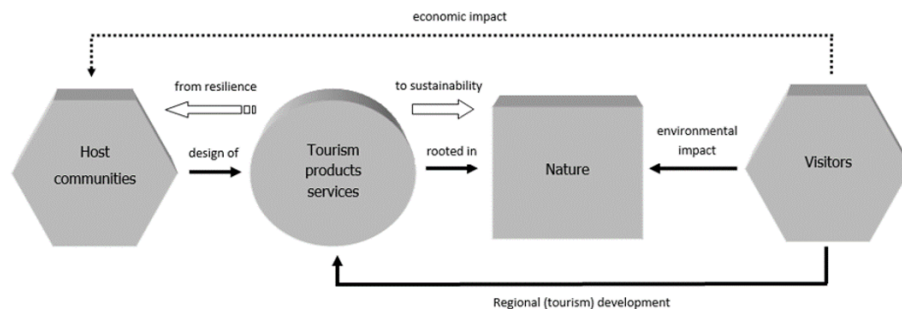 economic impact
from resilience
to sustainability
Host
communities
design of
Tourism
products
services
rooted in
Nature
environmental
impact
Visitors
Regional (tourism) development